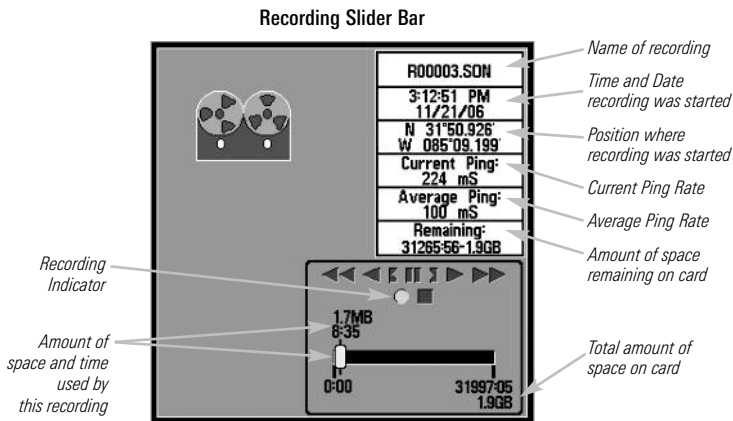 Recording Slider Bar
R00003.SON
3:12:51 PM
11/21/06
N 31°50.926'
W 085°09.199'
Current Ping:
224 mS
Average Ping:
100 mS
Remaining:
31265:56-1.9GB
Name of recording
Time and Date
recording was started
Position where
recording was started
Current Ping Rate
Average Ping Rate
Amount of space
remaining on card
Recording
Indicator
Amount of
space and time
used by
this recording
1.7MB
8:35
0:00
31997:05
1.9GB
Total amount of
space on card